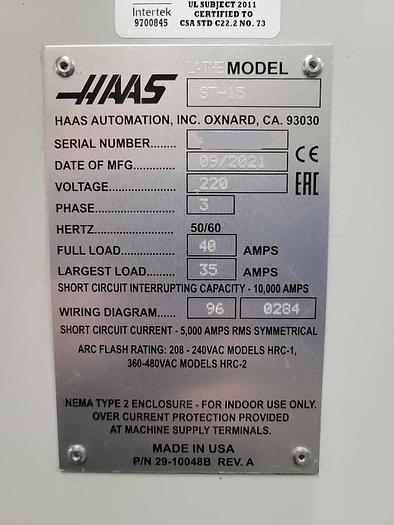 Intertek
9700845
UL SUBJECT 2011
CERTIFIED TO
CSA STD C22.2 NO. 73
HAAS
LATHE MODEL
ST-15
HAAS AUTOMATION, INC. OXNARD, CA. 93030
SERIAL NUMBER.......
DATE OF MFG........... 09/2021
CE
VOLTAGE.................. 220
EAC
PHASE...................... 3
HERTZ 50/60
FULL LOAD............... 40 AMPS
LARGEST LOAD........ 35 AMPS
SHORT CIRCUIT INTERRUPTING CAPACITY - 10,000 AMPS
WIRING DIAGRAM...... 96 0284
SHORT CIRCUIT CURRENT - 5,000 AMPS RMS SYMMETRICAL
ARC FLASH RATING: 208 - 240VAC MODELS HRC-1,
360-480VAC MODELS HRC-2
NEMA TYPE 2 ENCLOSURE - FOR INDOOR USE ONLY.
OVER CURRENT PROTECTION PROVIDED
AT MACHINE SUPPLY TERMINALS.
MADE IN USA
P/N 29-10048B REV. A